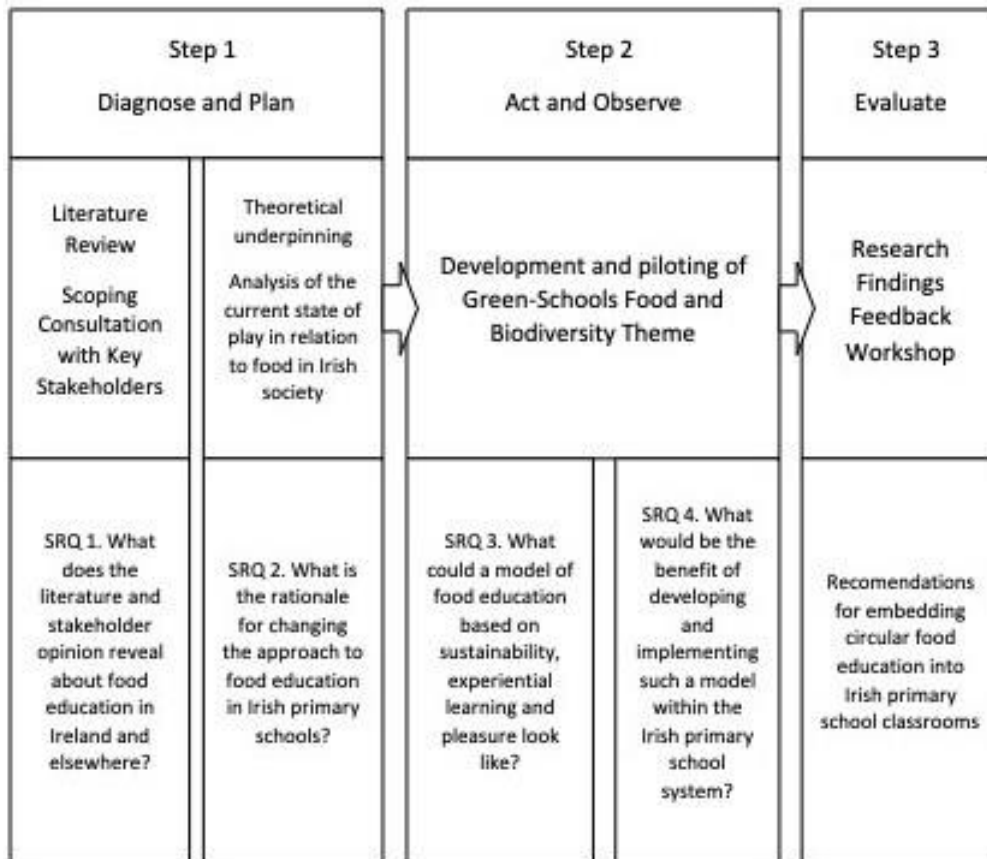 Step 1
Diagnose and Plan
Step 2
Act and Observe
Step 3
Evaluate
Literature
Review
Scoping
Consultation
with Key
Stakeholders
Theoretical
underpinning
Analysis of the
current state of
play in relation
to food in Irish
society
Development and piloting of
Green-Schools Food and
Biodiversity Theme
Research
Findings
Feedback
Workshop
SRQ 1. What
does the
literature and
stakeholder
opinion reveal
about food
education in
Ireland and
elsewhere?
SRQ 2. What is
the rationale
for changing
the approach to
food education
in Irish primary
schools?
SRQ 3. What
could a model of
food education
based on
sustainability,
experiential
learning and
pleasure look
like?
SRQ 4. What
would be the
benefit of
developing
and
implementing
such a model
within the
Irish primary
school
system?
Recomendations
for embedding
circular food
education into
Irish primary
school classrooms